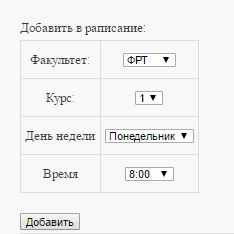 Добавить в раписание:
Факультет: ФРТ
Курс: 1
День недели Понедельник
Время 8:00
Добавить